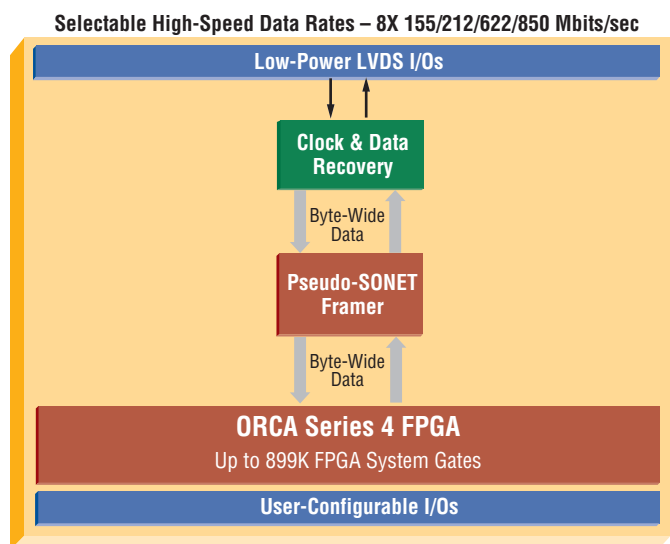 Selectable High-Speed Data Rates – 8X 155/212/622/850 Mbits/sec
Low-Power LVDS I/Os
Clock & Data
Recovery
Byte-Wide
Data
Pseudo-SONET
Framer
Byte-Wide
Data
ORCA Series 4 FPGA
Up to 899K FPGA System Gates
User-Configurable I/Os